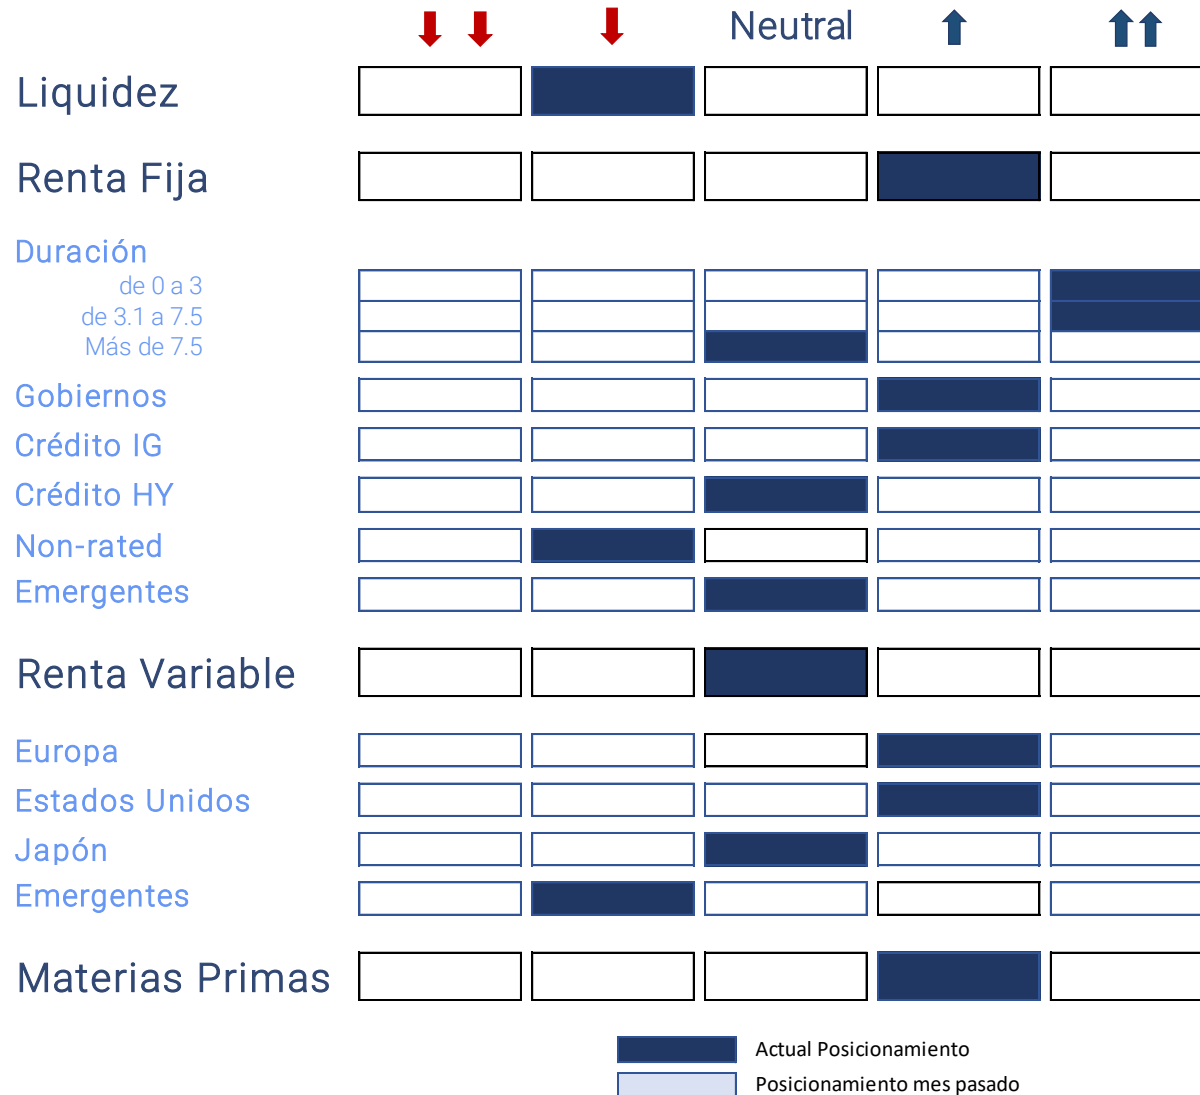 Neutral
Liquidez
Renta Fija
Duración
de 0 a 3
de 3.1 a 7.5
Más de 7.5
Gobiernos
Crédito IG
Crédito HY
Non-rated
Emergentes
Renta Variable
Europa
Estados Unidos
Japón
Emergentes
Materias Primas
Actual Posicionamiento
Posicionamiento mes pasado